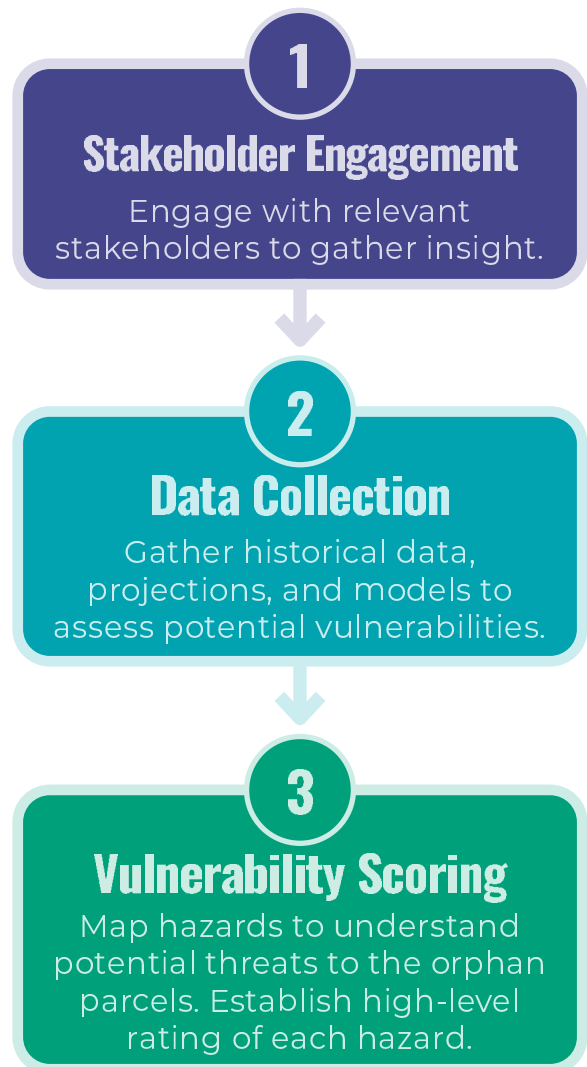 1
Stakeholder Engagement
Engage with relevant
stakeholders to gather insight.
2
Data Collection
Gather historical data,
projections, and models to
assess potential vulnerabilities.
3
Vulnerability Scoring
Map hazards to understand
potential threats to the orphan
parcels. Establish high-level
rating of each hazard.